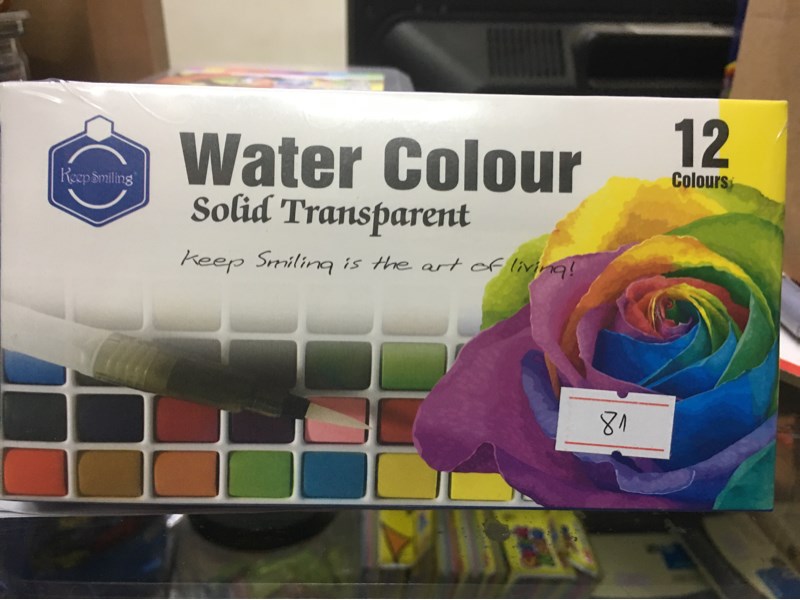 Keep Smiling
Water Colour
Solid Transparent
Keep Smiling is the art of living!
12
Colours
81